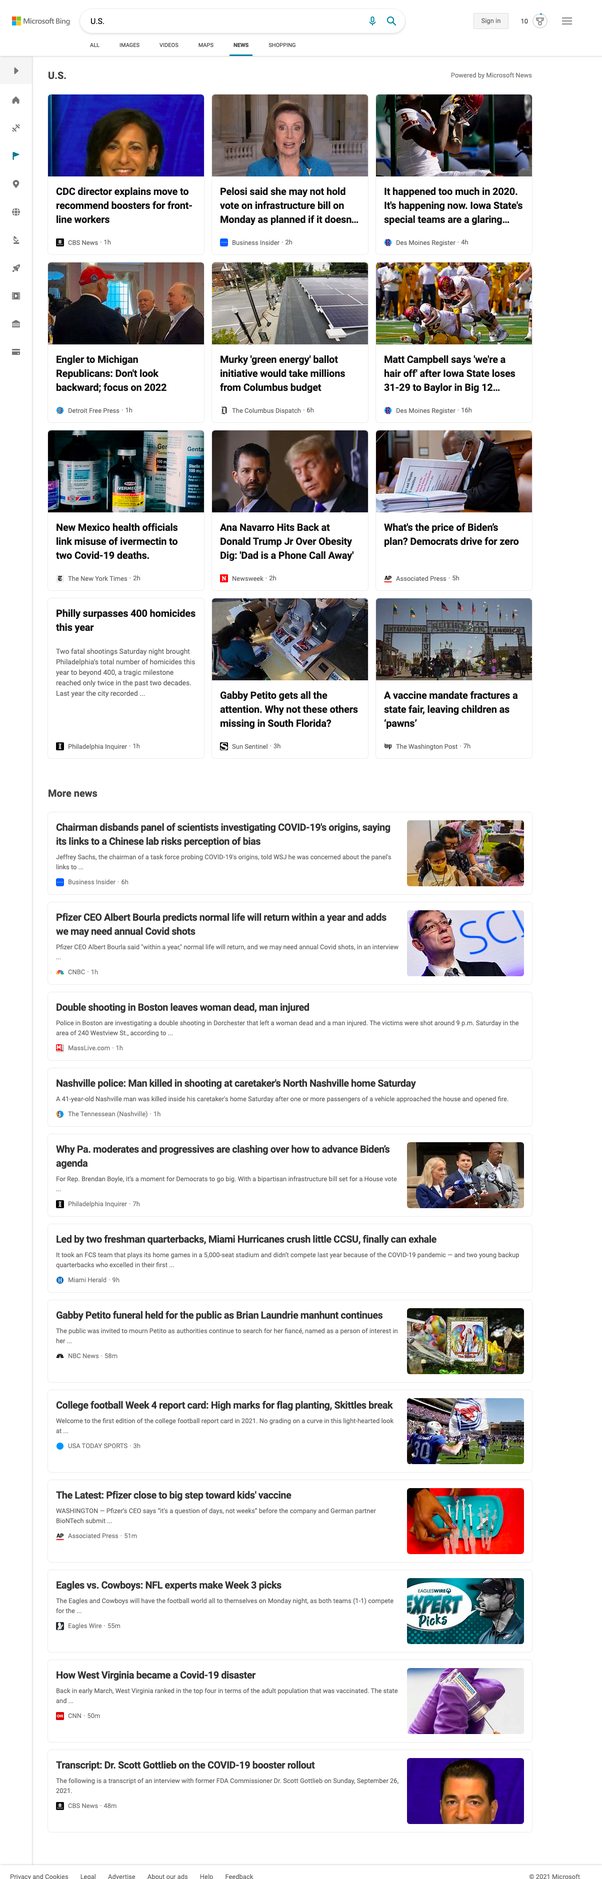 Microsoft Bing
U.S.
Sign in
10
ALL
IMAGES
VIDEOS
MAPS
NEWS
SHOPPING
U.S.
Powered by Microsoft News
CDC director explains move to
recommend boosters for front-
line workers
CBS News · 1h
Pelosi said she may not hold
vote on infrastructure bill on
Monday as planned if it doesn...
Business Insider · 2h
It happened too much in 2020.
It's happening now. Iowa State's
special teams are a glaring...
Des Moines Register · 4h
Engler to Michigan
Republicans: Don't look
backward; focus on 2022
Detroit Free Press · 1h
Murky 'green energy' ballot
initiative would take millions
from Columbus budget
The Columbus Dispatch · 6h
Matt Campbell says 'we're a
hair off' after Iowa State loses
31-29 to Baylor in Big 12...
Des Moines Register · 16h
New Mexico health officials
link misuse of ivermectin to
two Covid-19 deaths.
The New York Times · 2h
Ana Navarro Hits Back at
Donald Trump Jr Over Obesity
Dig: 'Dad is a Phone Call Away'
Newsweek · 2h
What's the price of Biden's
plan? Democrats drive for zero
AP
Associated Press · 5h
Philly surpasses 400 homicides
this year
Two fatal shootings Saturday night brought
Philadelphia's total number of homicides this
year to beyond 400, a tragic milestone
reached only twice in the past two decades.
Last year the city recorded ...
Philadelphia Inquirer · 1h
Gabby Petito gets all the
attention. Why not these others
missing in South Florida?
Sun Sentinel · 3h
A vaccine mandate fractures a
state fair, leaving children as
'pawns'
wp
The Washington Post · 7h
More news
Chairman disbands panel of scientists investigating COVID-19's origins, saying
its links to a Chinese lab risks perception of bias
Jeffrey Sachs, the chairman of a task force probing COVID-19's origins, told WSJ he was concerned about the panel's
links to ...
Business Insider · 6h
Pfizer CEO Albert Bourla predicts normal life will return within a year and adds
we may need annual Covid shots
Pfizer CEO Albert Bourla said "within a year," normal life will return, and we may need annual Covid shots, in an interview
...
CNBC · 1h
Double shooting in Boston leaves woman dead, man injured
Police in Boston are investigating a double shooting in Dorchester that left a woman dead and a man injured. The victims were shot around 9 p.m. Saturday in the
area of 240 Westview St., according to ...
MassLive.com · 1h
Nashville police: Man killed in shooting at caretaker's North Nashville home Saturday
A 41-year-old Nashville man was killed inside his caretaker's home Saturday after one or more passengers of a vehicle approached the house and opened fire.
The Tennessean (Nashville) · 1h
Why Pa. moderates and progressives are clashing over how to advance Biden's
agenda
For Rep. Brendan Boyle, it's a moment for Democrats to go big. With a bipartisan infrastructure bill set for a House vote
...
Philadelphia Inquirer · 7h
Led by two freshman quarterbacks, Miami Hurricanes crush little CCSU, finally can exhale
It took an FCS team that plays its home games in a 5,000-seat stadium and didn't compete last year because of the COVID-19 pandemic — and two young backup
quarterbacks who excelled in their first ...
Miami Herald · 9h
Gabby Petito funeral held for the public as Brian Laundrie manhunt continues
The public was invited to mourn Petito as authorities continue to search for her fiancé, named as a person of interest in
her ...
NBC News · 58m
College football Week 4 report card: High marks for flag planting, Skittles break
Welcome to the first edition of the college football report card in 2021. No grading on a curve in this light-hearted look
at ...
USA TODAY SPORTS · 3h
30
The Latest: Pfizer close to big step toward kids' vaccine
WASHINGTON — Pfizer's CEO says "it's a question of days, not weeks" before the company and German partner
BioNTech submit ...
AP
Associated Press · 51m
Eagles vs. Cowboys: NFL experts make Week 3 picks
The Eagles and Cowboys will have the football world all to themselves on Monday night, as both teams (1-1) compete
for the ...
Eagles Wire · 55m
EAGLESWIRE
EXPERT
Picks
How West Virginia became a Covid-19 disaster
Back in early March, West Virginia ranked in the top four in terms of the adult population that was vaccinated. The state
and ...
CNN · 50m
Transcript: Dr. Scott Gottlieb on the COVID-19 booster rollout
The following is a transcript of an interview with former FDA Commissioner Dr. Scott Gottlieb on Sunday, September 26,
2021.
CBS News · 48m
Privacy and Cookies
Legal
Advertise
About our ads
Help
Feedback
© 2021 Microsoft